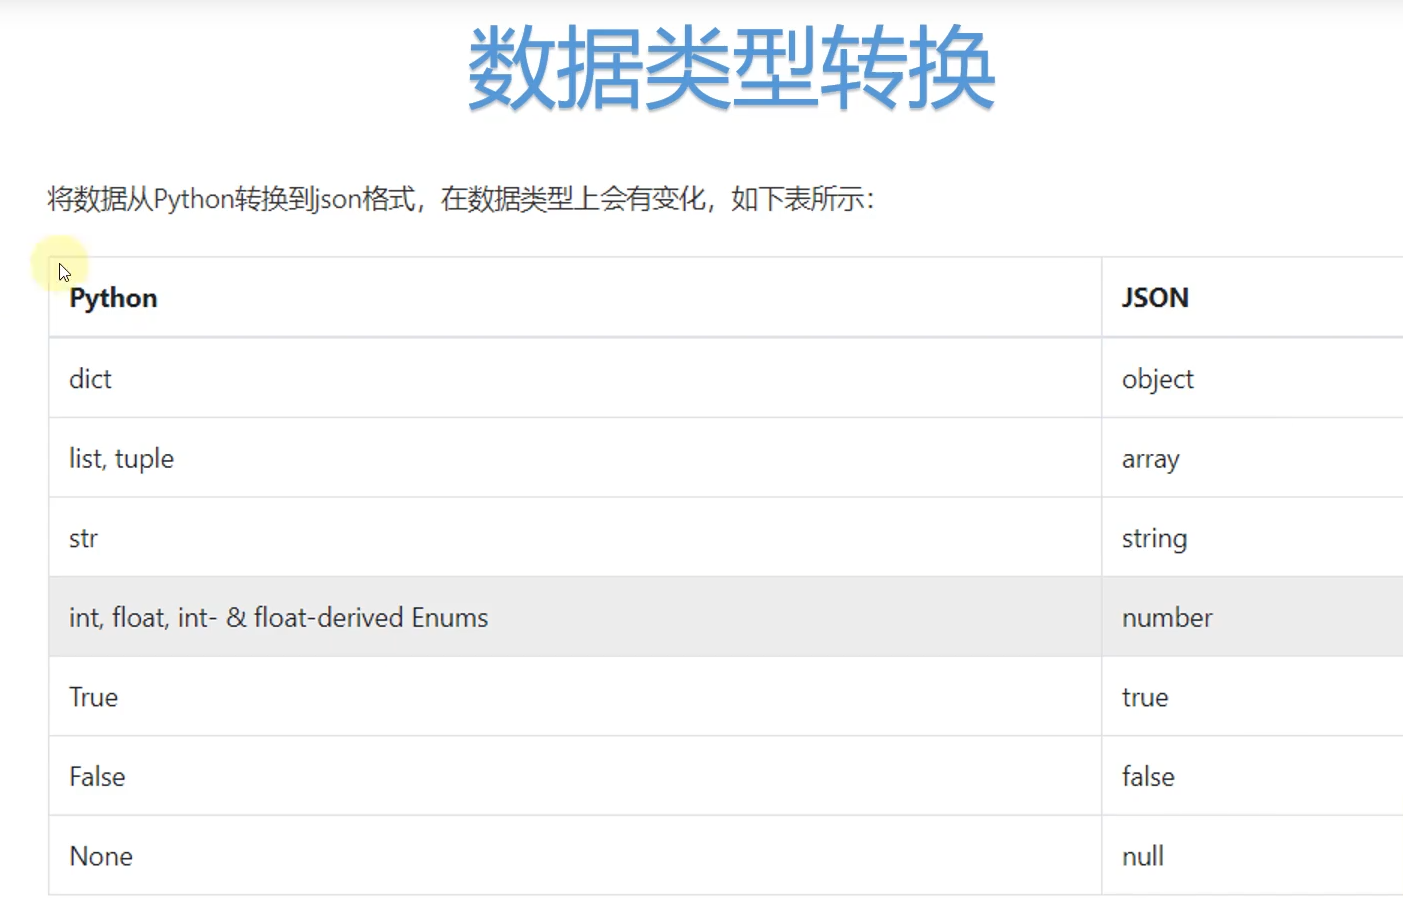 数据类型转换
将数据从Python转换到json格式，在数据类型上会有变化，如下表所示：
Python JSON
dict object
list, tuple array
str string
int, float, int- & float-derived Enums number
True true
False false
None null